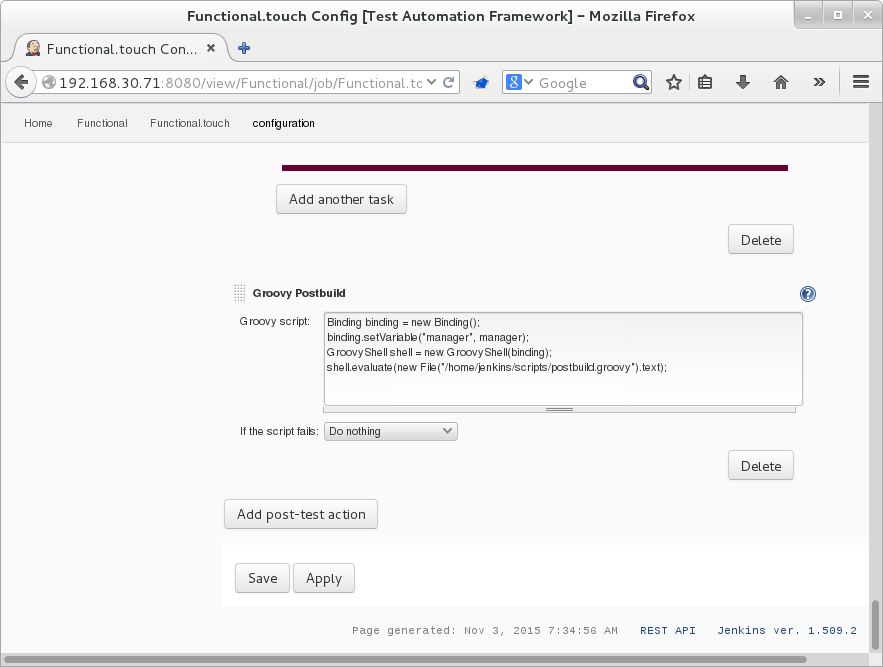 Functional.touch Config [Test Automation Framework] – Mozilla Firefox
Functional.touch Con...
192.168.30.71:8080/view/Functional/job/Functional.tc
Google
Home Functional Functional.touch configuration
Add another task
Delete
Groovy Postbuild
Groovy script:
Binding binding = new Binding();
binding.setVariable("manager", manager);
GroovyShell shell = new GroovyShell(binding);
shell.evaluate(new File("/home/jenkins/scripts/postbuild.groovy").text);
If the script fails: Do nothing
Delete
Add post-test action
Save Apply
Page generated: Nov 3, 2015 7:34:56 AM REST API Jenkins ver. 1.509.2